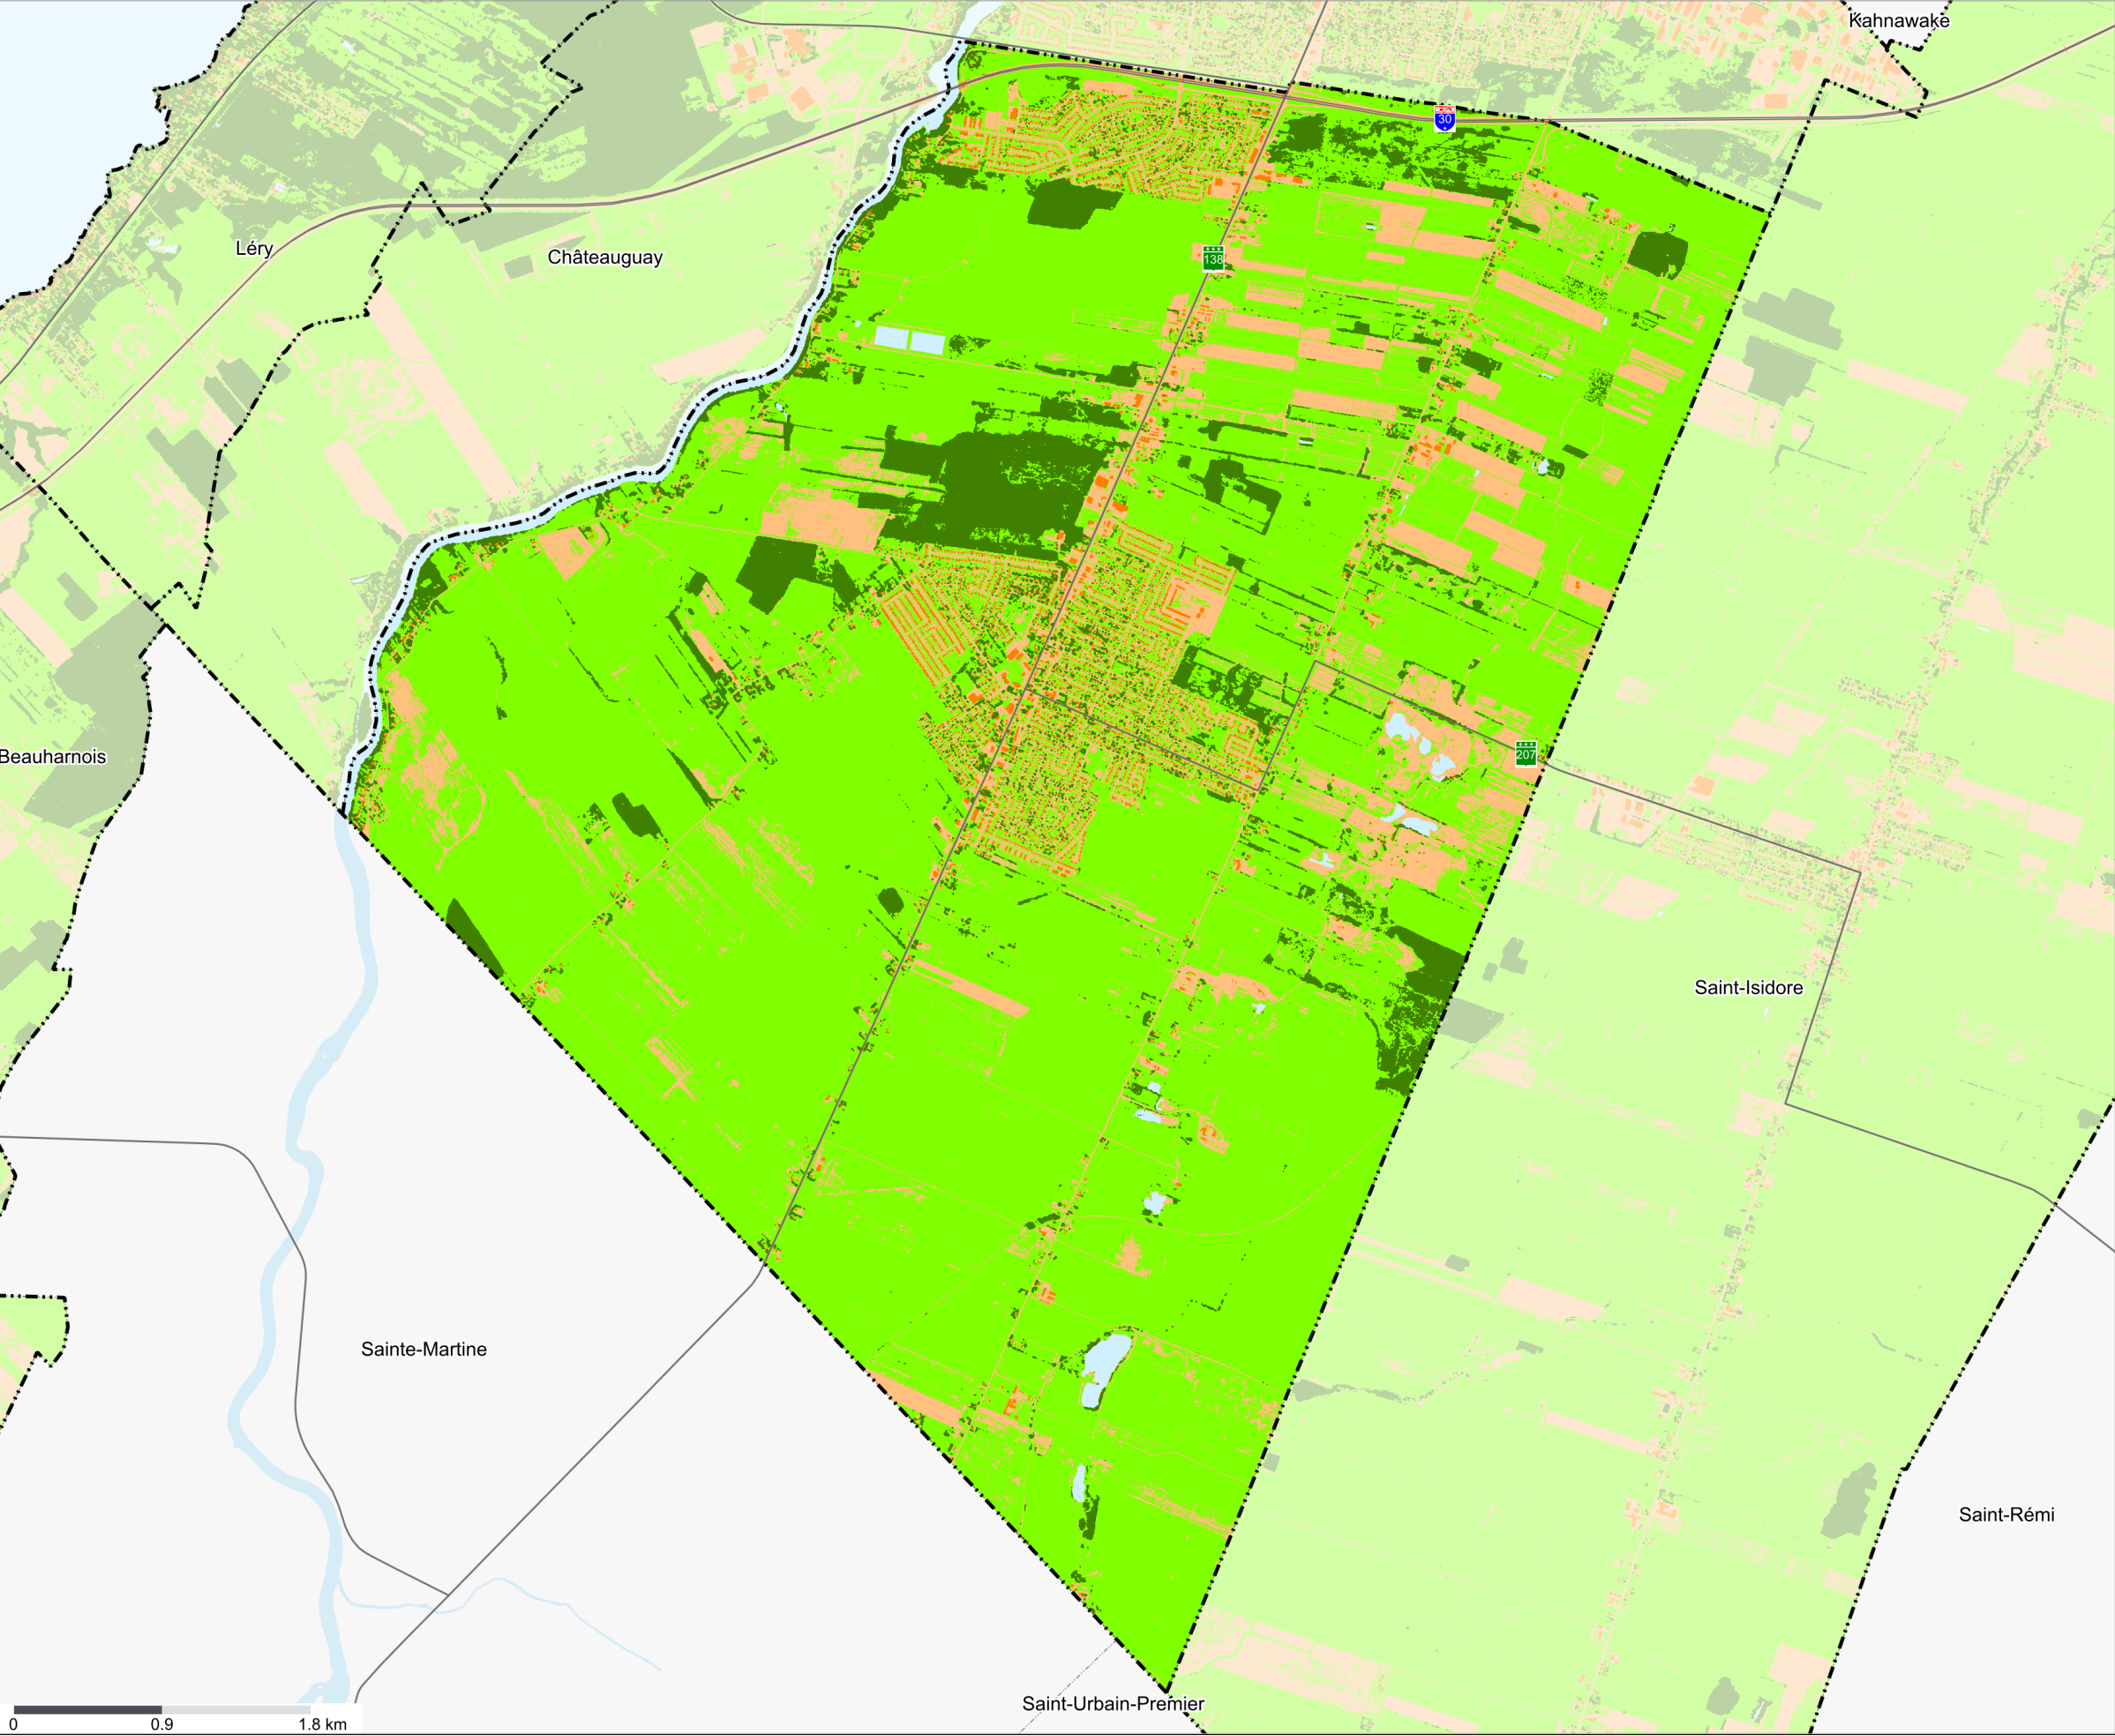 Kahnawake
30
Léry
Châteauguay
138
Beauharnois
207
Saint-Isidore
Sainte-Martine
Saint-Rémi
Saint-Urbain-Premier
0 0.9 1.8 km